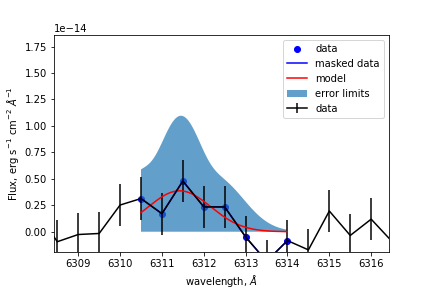 1e−14
1.75
1.50
1.25
1.00
0.75
0.50
0.25
0.00
Flux, erg s⁻¹ cm⁻² Å⁻¹
data
masked data
model
error limits
data
6309 6310 6311 6312 6313 6314 6315 6316
wavelength, Å